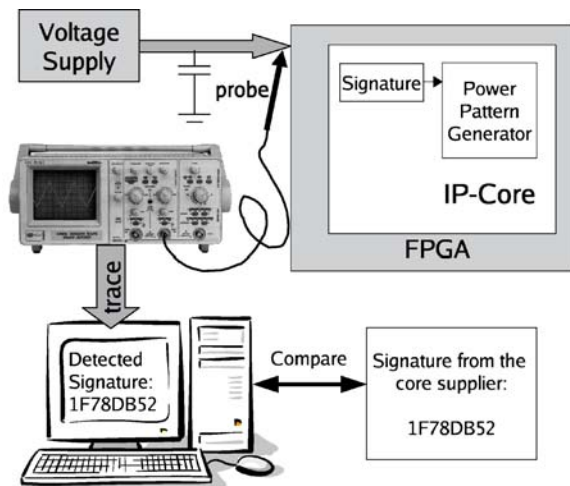 Voltage
Supply
probe
Signature
Power
Pattern
Generator
IP-Core
FPGA
trace
Detected
Signature:
1F78DB52
Compare
Signature from the
core supplier:
1F78DB52